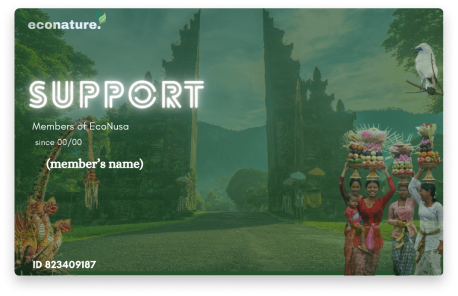 econature.
SUPPORT
Members of EcoNusa
since 00/00
(member's name)
ID 823409187